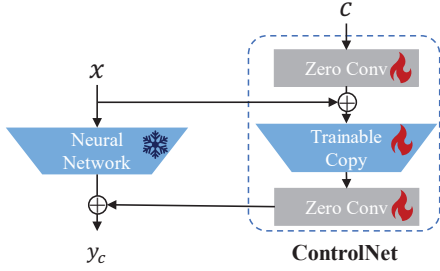 c
Zero Conv
x
Neural
Network
Trainable
Copy
Zero Conv
y_c
ControlNet